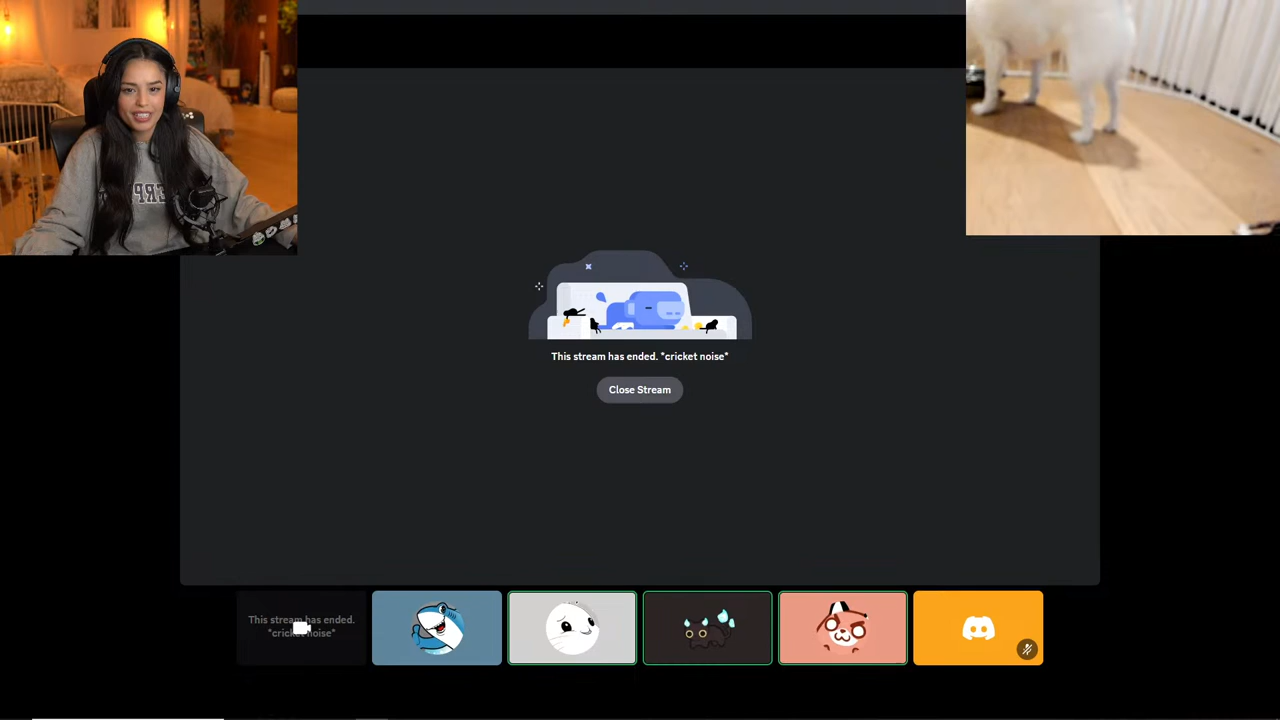 This stream has ended. *cricket noise*
Close Stream
This stream has ended.
*cricket noise*